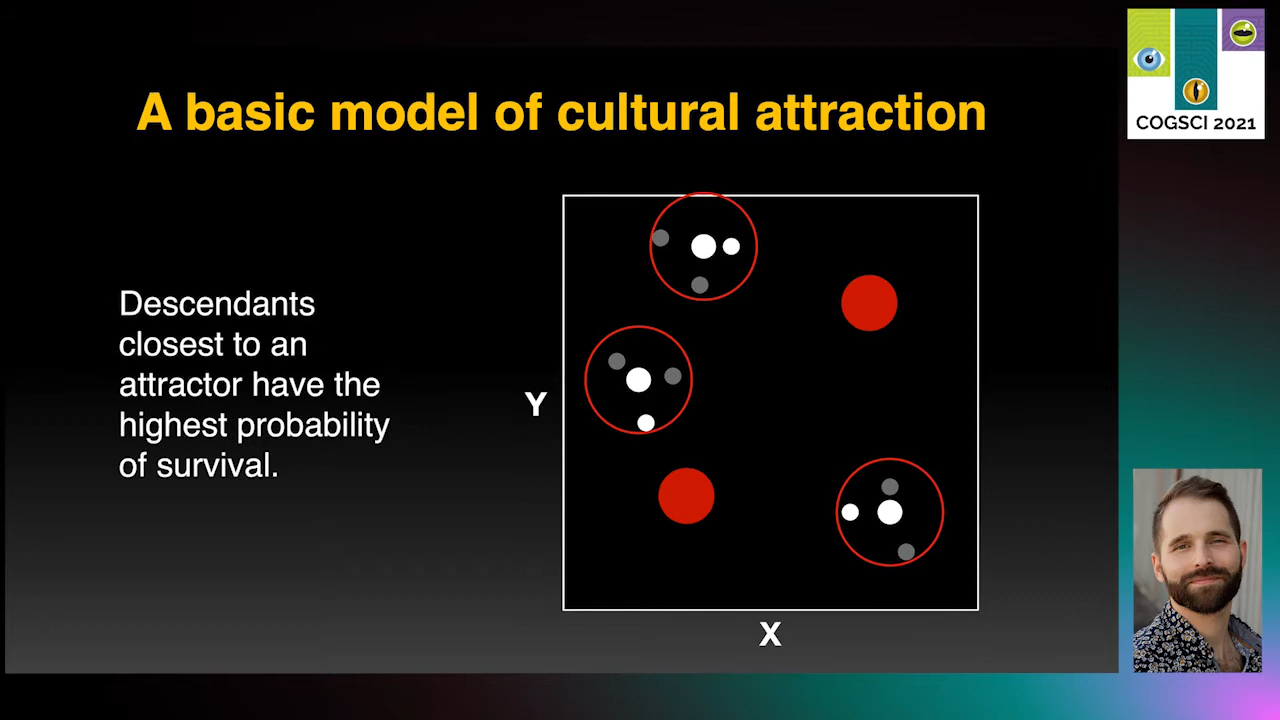 A basic model of cultural attraction
COGSCI 2021
Descendants
closest to an
attractor have the
highest probability
of survival.
Y
X